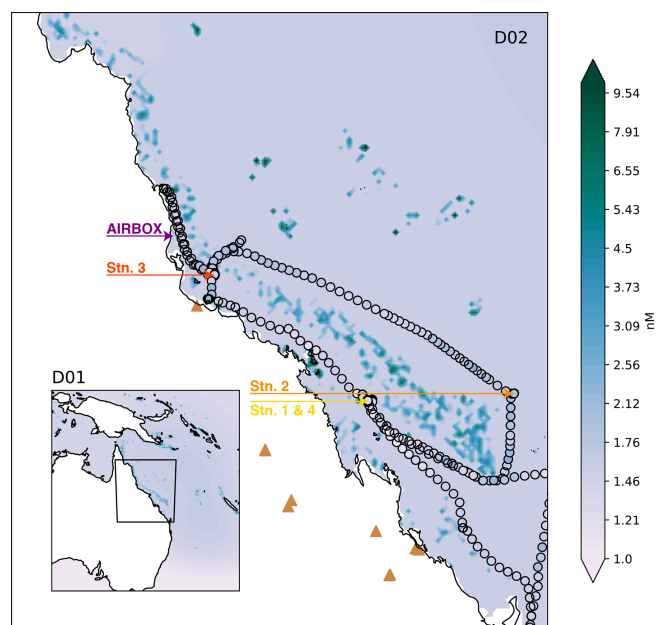 D02
AIRBOX
Stn. 3
Stn. 2
Stn. 1 & 4
D01
9.54
7.91
6.55
5.43
4.5
3.73
3.09
2.56
2.12
1.76
1.46
1.21
1.0
nM